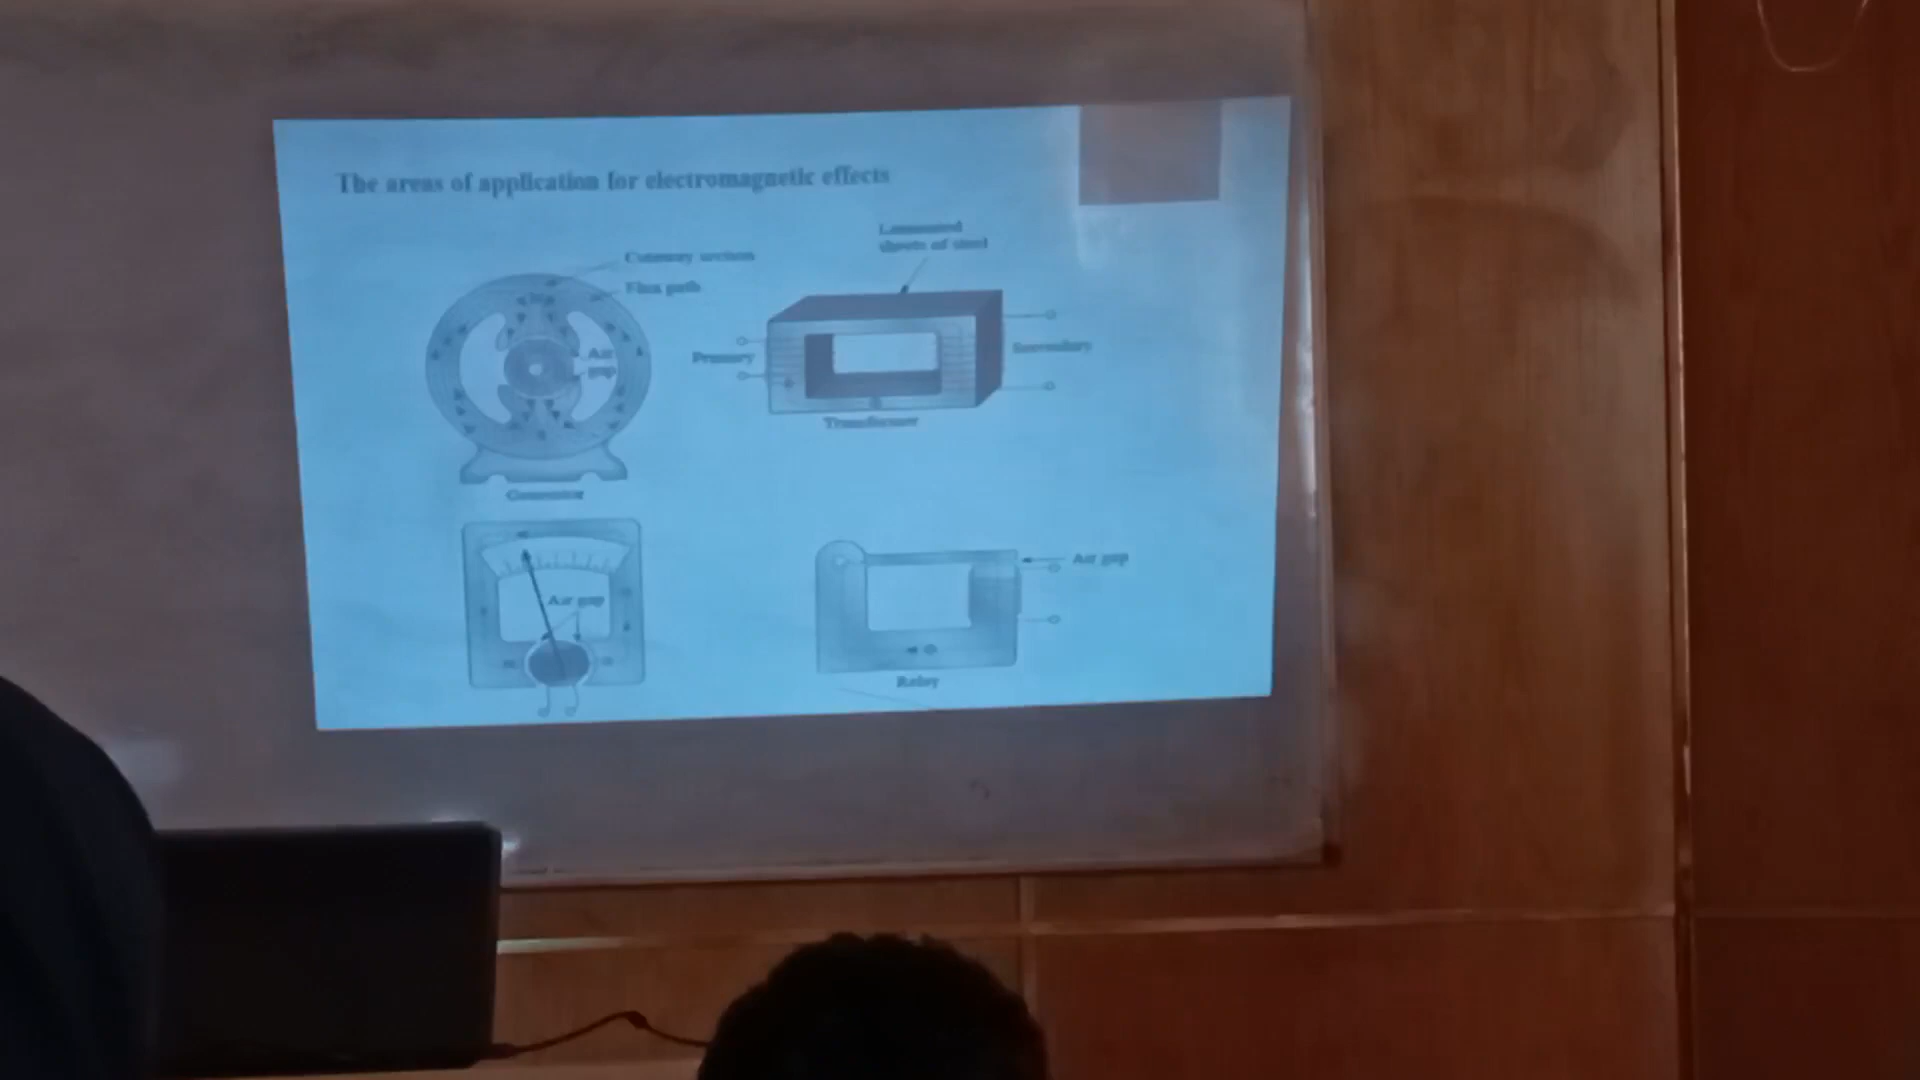 The areas of application for electromagnetic effects
Laminated
sheets of steel
Cutaway section
Flux path
Air
gap
Primary
Secondary
Transformer
Generator
Air gap
Air gap
Relay